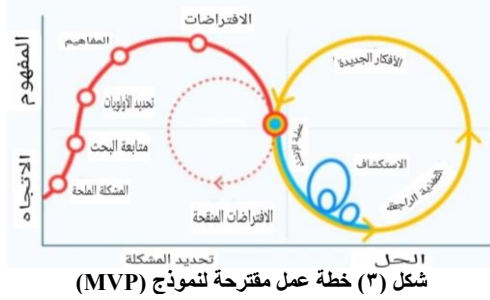 الافتراضات
المفاهيم
الأفكار الجديدة
المفهوم
تحديد الأولويات
متابعة البحث
عملية
الاستكشاف
المشكلة الملحة
الاتجاه
التغذية الراجعة
الافتراضات المنقحة
تحديد المشكلة
الحل
شكل (٣) خطة عمل مقترحة لنموذج (MVP)